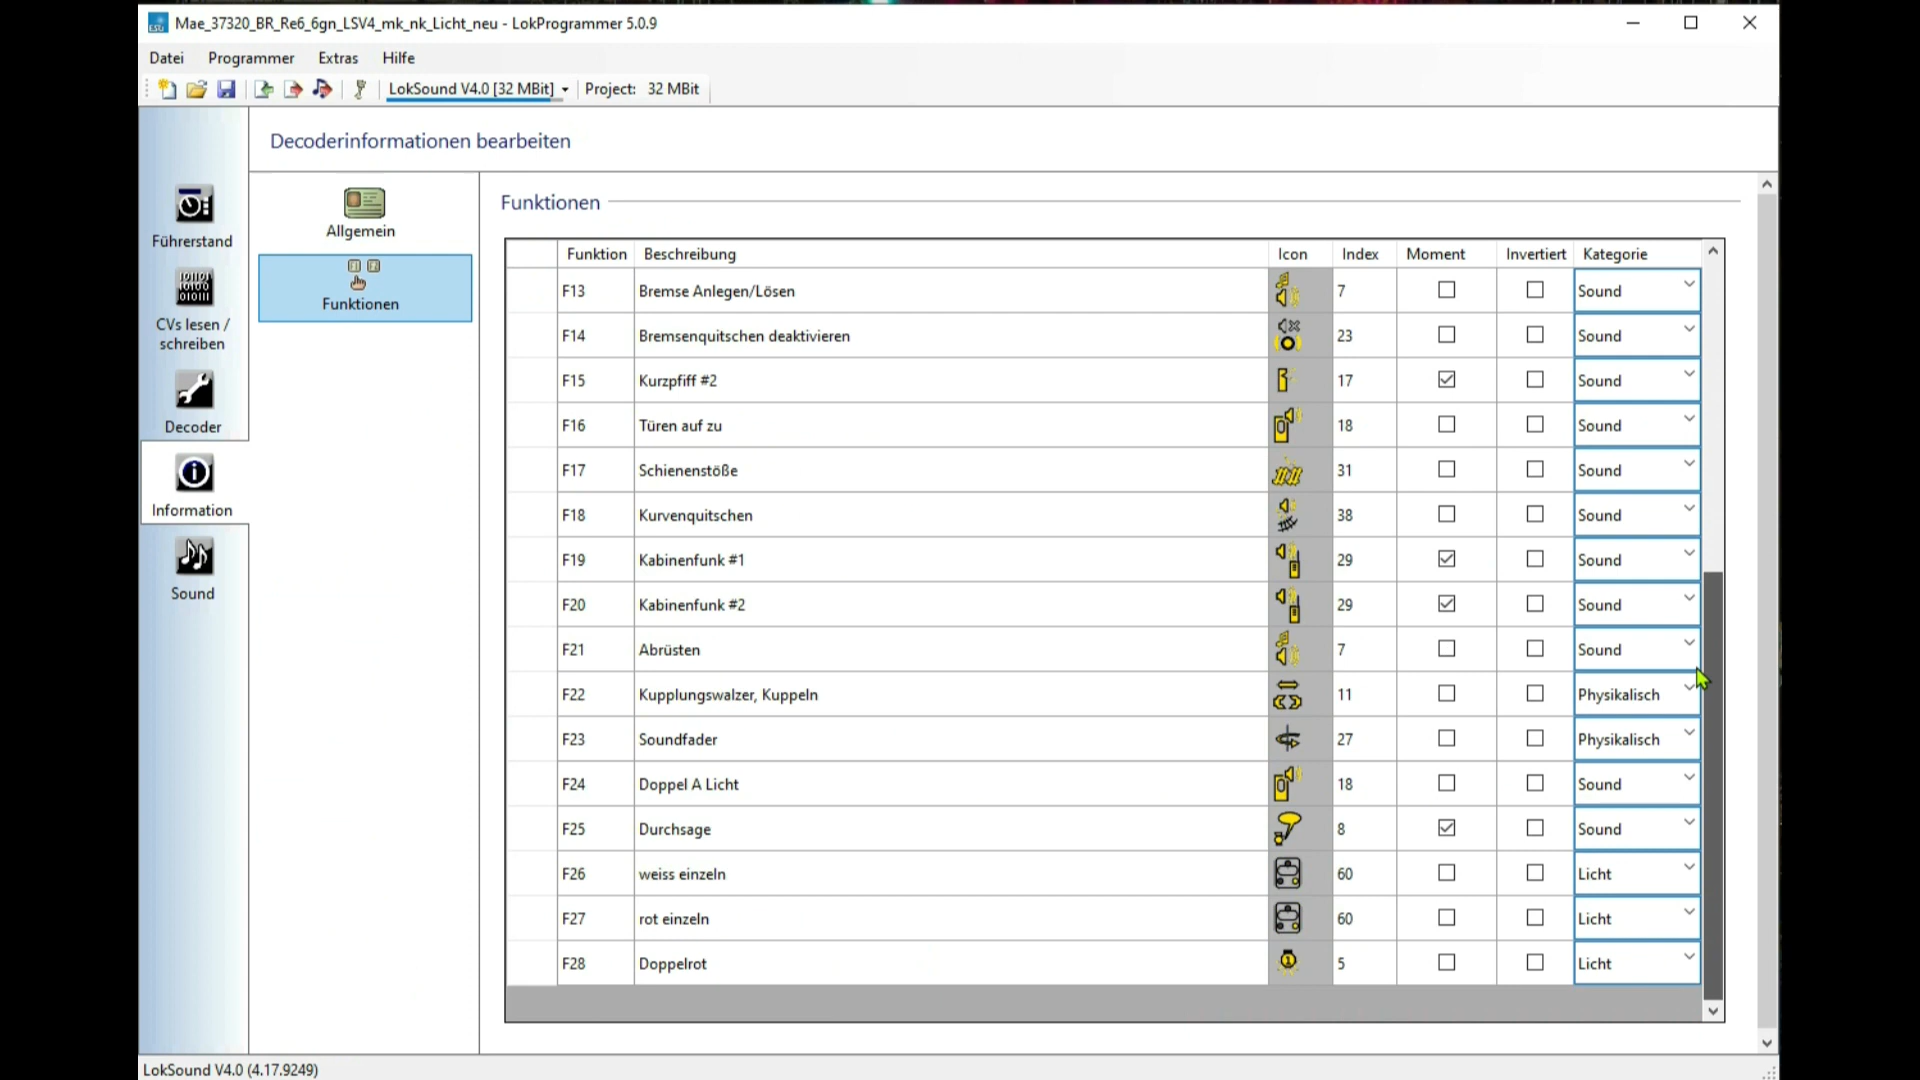 Mae_37320_BR_Re6_6gn_LSV4_mk_nk_Licht_neu - LokProgrammer 5.0.9
Datei Programmer Extras Hilfe
LokSound V4.0 [32 MBit] Project: 32 MBit
Decoderinformationen bearbeiten
Führerstand
CVs lesen /
schreiben
Decoder
Information
Sound
Allgemein
Funktionen
Funktionen
Funktion Beschreibung Icon Index Moment Invertiert Kategorie
F13 Bremse Anlegen/Lösen 7 Sound
F14 Bremsenquitschen deaktivieren 23 Sound
F15 Kurzpfiff #2 17 Sound
F16 Türen auf zu 18 Sound
F17 Schienenstöße 31 Sound
F18 Kurvenquitschen 38 Sound
F19 Kabinenfunk #1 29 Sound
F20 Kabinenfunk #2 29 Sound
F21 Abrüsten 7 Sound
F22 Kupplungswalzer, Kuppeln 11 Physikalisch
F23 Soundfader 27 Physikalisch
F24 Doppel A Licht 18 Sound
F25 Durchsage 8 Sound
F26 weiss einzeln 60 Licht
F27 rot einzeln 60 Licht
F28 Doppelrot 5 Licht
LokSound V4.0 (4.17.9249)